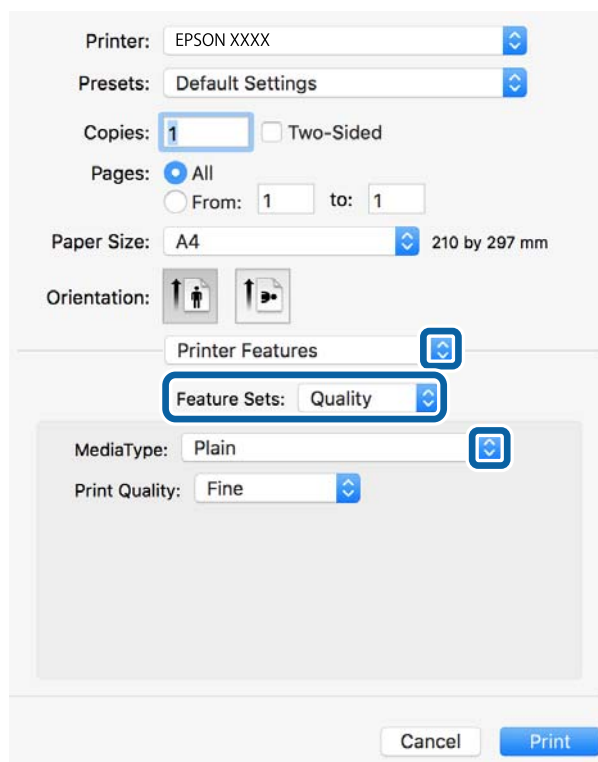 Printer: EPSON XXXX
Presets: Default Settings
Copies: 1 Two-Sided
Pages: All
From: 1 to: 1
Paper Size: A4 210 by 297 mm
Orientation:
Printer Features
Feature Sets: Quality
MediaType: Plain
Print Quality: Fine
Cancel Print